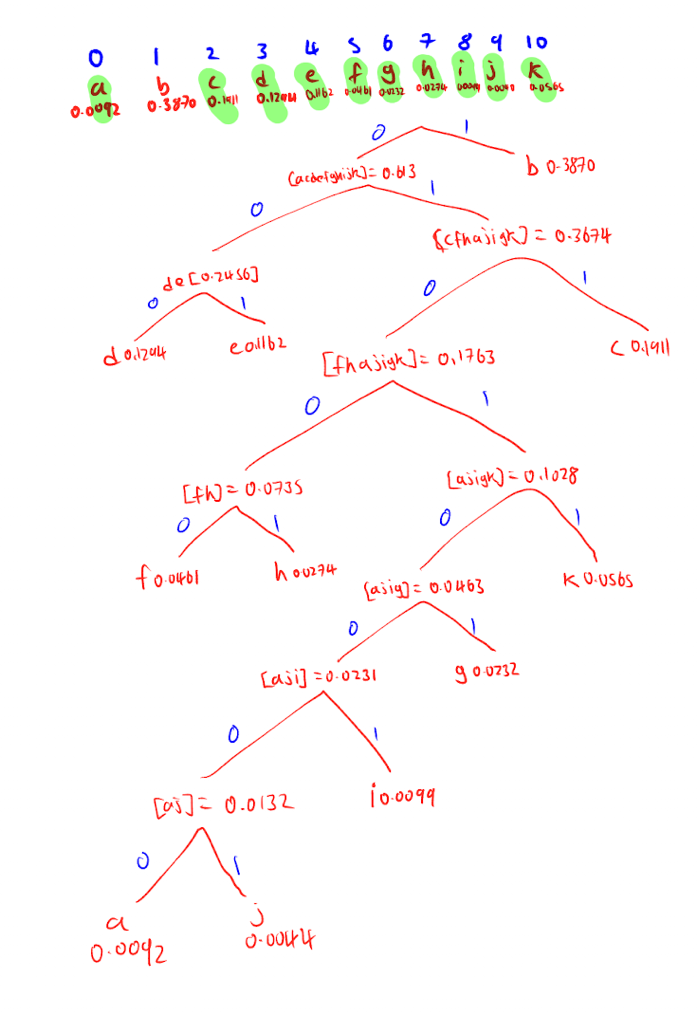 0 1 2 3 4 5 6 7 8 9 10
a b c d e f g h i j k
0.0092 0.3870 0.1911 0.1294 0.1162 0.0461 0.0232 0.0274 0.0099 0.0565
0 1
[acdefghijk]=0.613 b 0.3870
0 1
de[0.2456] [cfhajigk]=0.3674
0 1 0 1
d 0.1294 e 0.1162 [fhajigk]=0.1763 c 0.1911
0 1
[fh]=0.0735 [ajigk]=0.1028
0 1 0 1
f 0.0461 h 0.0274 [ajig]=0.0463 k 0.0565
0 1
[aji]=0.0231 g 0.0232
0 1
[aj]=0.0132 i 0.0099
0 1
a j
0.0092 0.0044